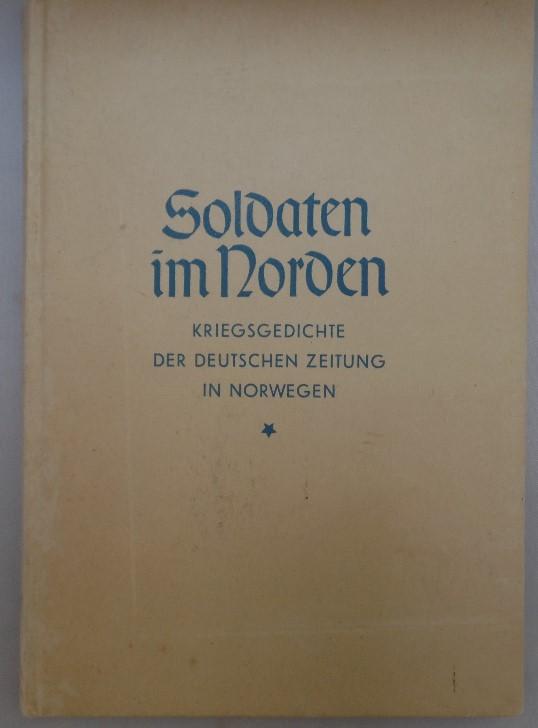 Soldaten
im Norden
KRIEGSGEDICHTE
DER DEUTSCHEN ZEITUNG
IN NORWEGEN